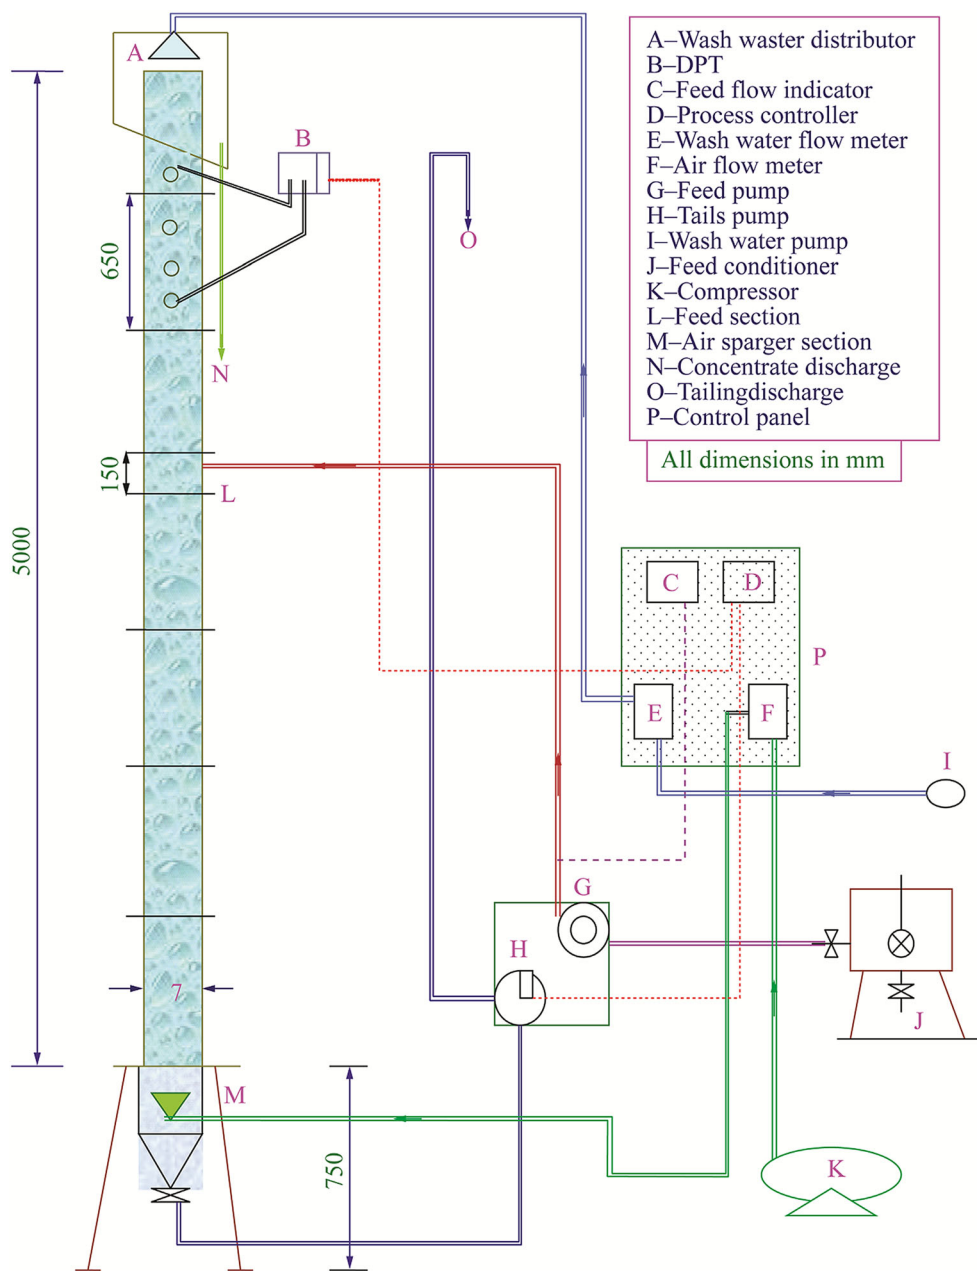 A–Wash waster distributor
B–DPT
C–Feed flow indicator
D–Process controller
E–Wash water flow meter
F–Air flow meter
G–Feed pump
H–Tails pump
I–Wash water pump
J–Feed conditioner
K–Compressor
L–Feed section
M–Air sparger section
N–Concentrate discharge
O–Tailingdischarge
P–Control panel
All dimensions in mm
A
B
O
650
N
150
L
5000
C
D
P
E
F
I
G
H
7
J
M
750
K